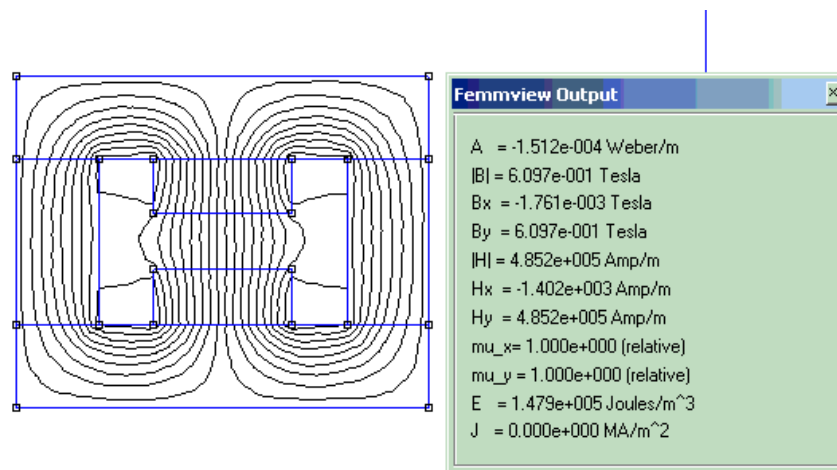 Femmview Output
A = -1.512e-004 Weber/m
|B| = 6.097e-001 Tesla
Bx = -1.761e-003 Tesla
By = 6.097e-001 Tesla
|H| = 4.852e+005 Amp/m
Hx = -1.402e+003 Amp/m
Hy = 4.852e+005 Amp/m
mu_x= 1.000e+000 (relative)
mu_y = 1.000e+000 (relative)
E = 1.479e+005 Joules/m^3
J = 0.000e+000 MA/m^2